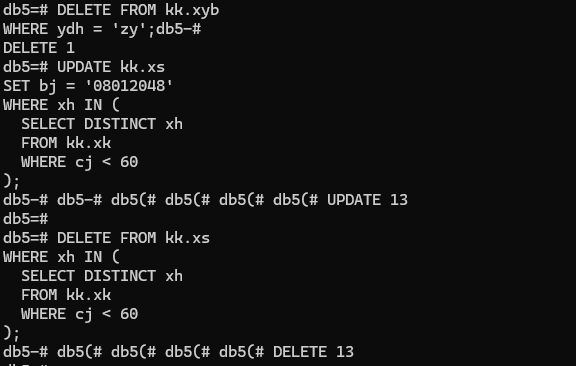 db5=# DELETE FROM kk.xyb
WHERE ydh = 'zy';db5-#
DELETE 1
db5=# UPDATE kk.xs
SET bj = '08012048'
WHERE xh IN (
  SELECT DISTINCT xh
  FROM kk.xk
  WHERE cj < 60
);
db5-# db5-# db5(# db5(# db5(# db5(# UPDATE 13
db5=#
db5=# DELETE FROM kk.xs
WHERE xh IN (
  SELECT DISTINCT xh
  FROM kk.xk
  WHERE cj < 60
);
db5-# db5(# db5(# db5(# db5(# DELETE 13